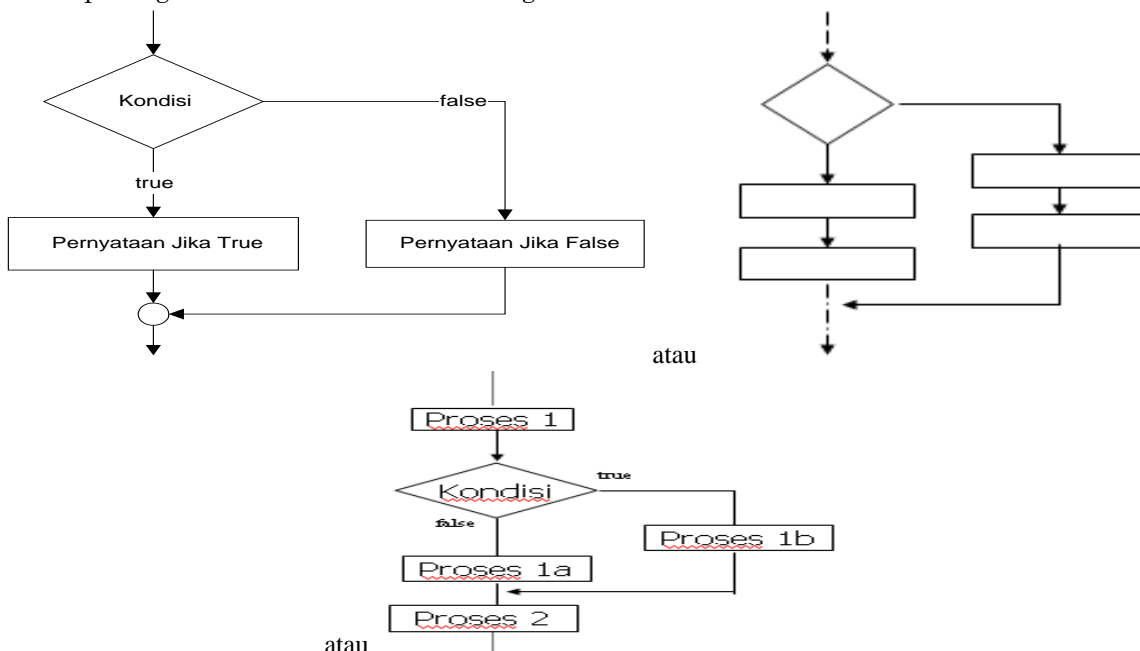 Kondisi
false
true
Pernyataan Jika True
Pernyataan Jika False
atau
Proses 1
true
Kondisi
false
Proses 1b
Proses 1a
Proses 2
atau